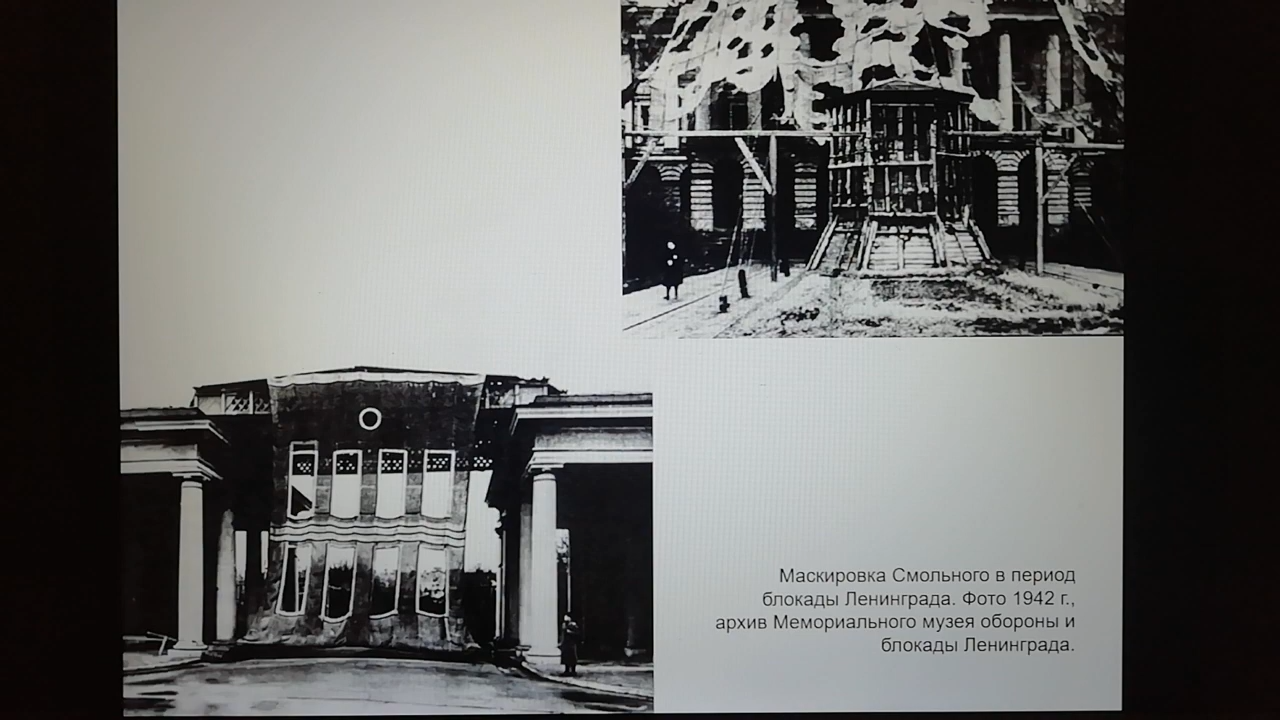 Маскировка Смольного в период
блокады Ленинграда. Фото 1942 г.,
архив Мемориального музея обороны и
блокады Ленинграда.